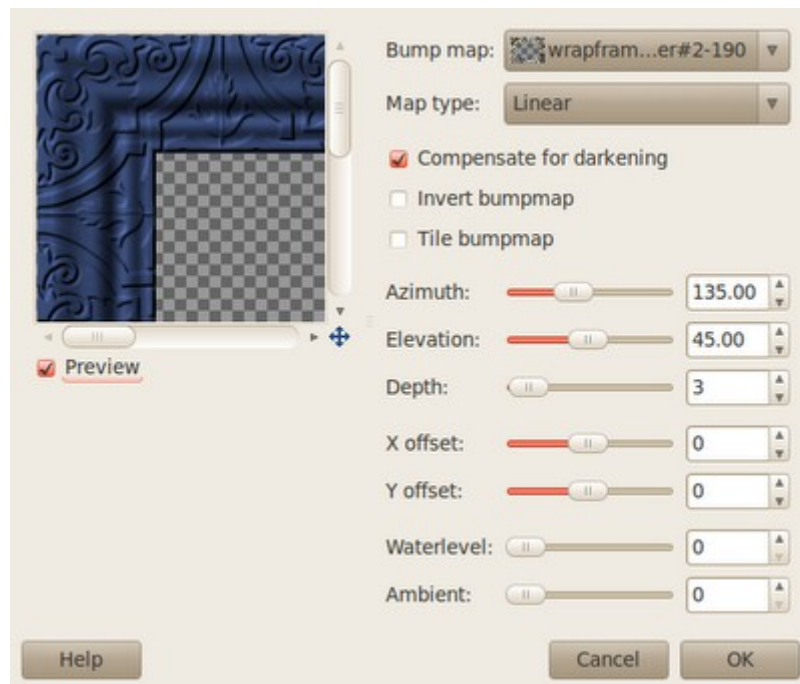 Bump map: wrapfram...er#2-190
Map type: Linear
Compensate for darkening
Invert bumpmap
Tile bumpmap
Azimuth: 135.00
Elevation: 45.00
Depth: 3
X offset: 0
Y offset: 0
Waterlevel: 0
Ambient: 0
Preview
Help Cancel OK